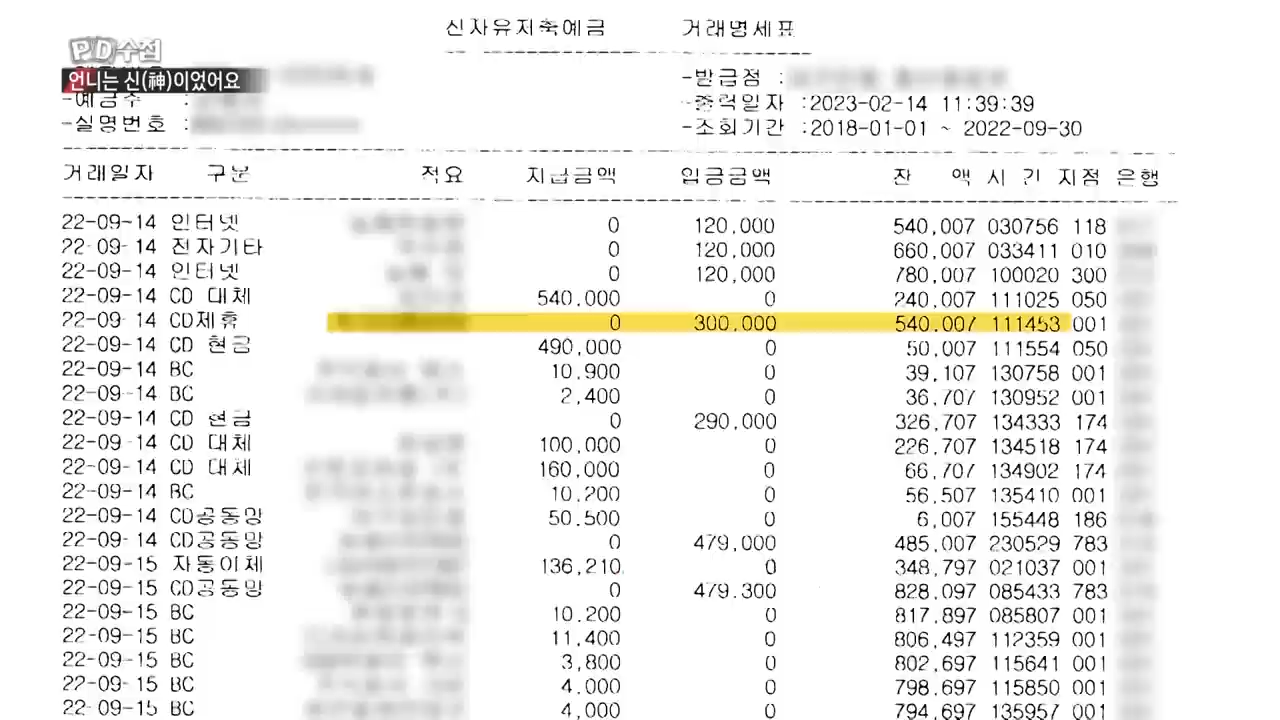 신자유저축예금 거래명세표
PD수첩
언니는 신(神)이었어요
-발급점 :
-예금주 :
-출력일자 :2023-02-14 11:39:39
-실명번호 :
-조회기간 :2018-01-01 ~ 2022-09-30
거래일자 구분 적요 지급금액 입금금액 잔 액 시 간 지점 은행
22-09-14 인터넷 0 120,000 540,007 030756 118
22-09-14 전자기타 0 120,000 660,007 033411 010
22-09-14 인터넷 0 120,000 780,007 100020 300
22-09-14 CD 대체 540,000 0 240,007 111025 050
22-09-14 CD제휴 0 300,000 540,007 111453 001
22-09-14 CD 현금 490,000 0 50,007 111554 050
22-09-14 BC 10,900 0 39,107 130758 001
22-09-14 BC 2,400 0 36,707 130952 001
22-09-14 CD 현금 0 290,000 326,707 134333 174
22-09-14 CD 대체 100,000 0 226,707 134518 174
22-09-14 CD 대체 160,000 0 66,707 134902 174
22-09-14 BC 10,200 0 56,507 135410 001
22-09-14 CD공동망 50,500 0 6,007 155448 186
22-09-14 CD공동망 0 479,000 485,007 230529 783
22-09-15 자동이체 136,210 0 348,797 021037 001
22-09-15 CD공동망 0 479,300 828,097 085433 783
22-09-15 BC 10,200 0 817,897 085807 001
22-09-15 BC 11,400 0 806,497 112359 001
22-09-15 BC 3,800 0 802,697 115641 001
22-09-15 BC 4,000 0 798,697 115850 001
22-09-15 BC 4,000 0 794,697 135957 001